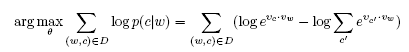 arg max_θ ∑_{(w,c)∈D} log p(c|w) = ∑_{(w,c)∈D} (log e^{v_c·v_w} − log ∑_{c'} e^{v_{c'}·v_w})